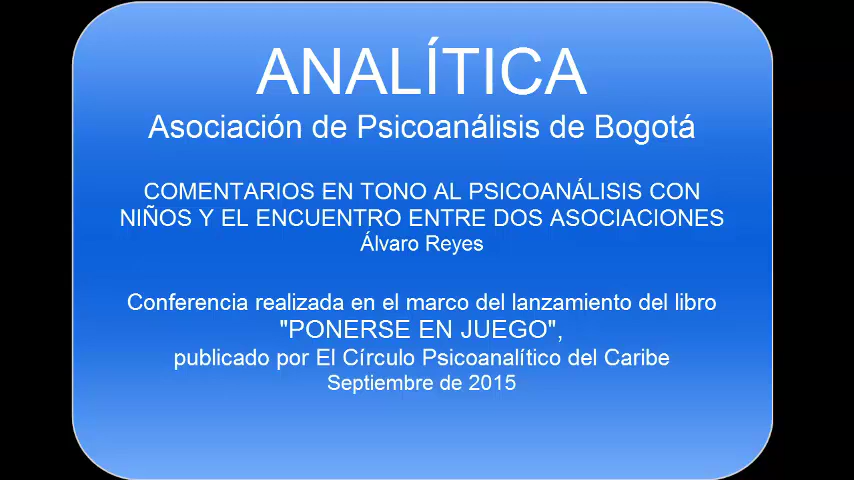 ANALÍTICA
Asociación de Psicoanálisis de Bogotá
COMENTARIOS EN TONO AL PSICOANÁLISIS CON
NIÑOS Y EL ENCUENTRO ENTRE DOS ASOCIACIONES
Álvaro Reyes
Conferencia realizada en el marco del lanzamiento del libro
"PONERSE EN JUEGO",
publicado por El Círculo Psicoanalítico del Caribe
Septiembre de 2015